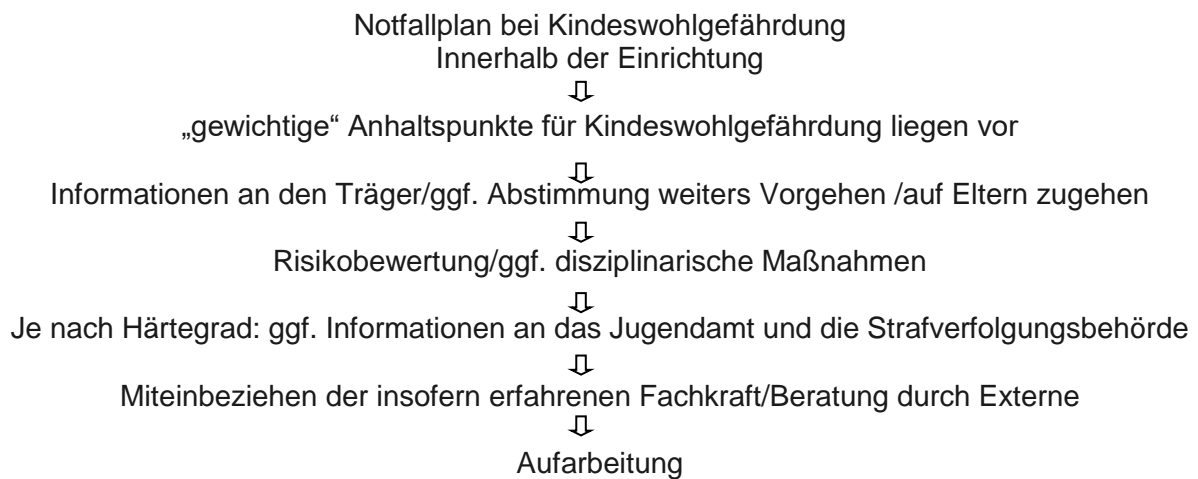 Notfallplan bei Kindeswohlgefährdung
Innerhalb der Einrichtung
⇩
„gewichtige“ Anhaltspunkte für Kindeswohlgefährdung liegen vor
⇩
Informationen an den Träger/ggf. Abstimmung weiters Vorgehen /auf Eltern zugehen
⇩
Risikobewertung/ggf. disziplinarische Maßnahmen
⇩
Je nach Härtegrad: ggf. Informationen an das Jugendamt und die Strafverfolgungsbehörde
⇩
Miteinbeziehen der insofern erfahrenen Fachkraft/Beratung durch Externe
⇩
Aufarbeitung